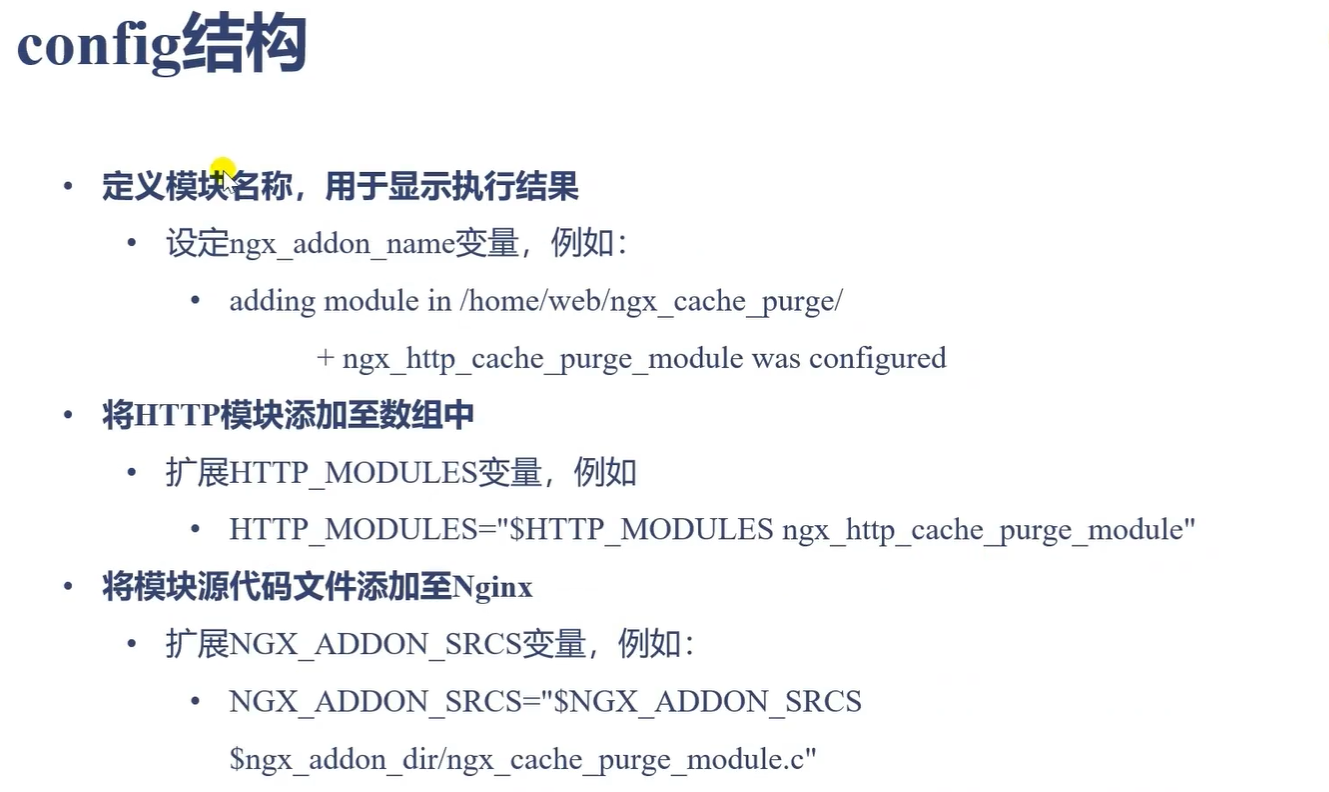 config结构
• 定义模块名称，用于显示执行结果
• 设定ngx_addon_name变量，例如：
• adding module in /home/web/ngx_cache_purge/
+ ngx_http_cache_purge_module was configured
• 将HTTP模块添加至数组中
• 扩展HTTP_MODULES变量，例如
• HTTP_MODULES="$HTTP_MODULES ngx_http_cache_purge_module"
• 将模块源代码文件添加至Nginx
• 扩展NGX_ADDON_SRCS变量，例如：
• NGX_ADDON_SRCS="$NGX_ADDON_SRCS
$ngx_addon_dir/ngx_cache_purge_module.c"